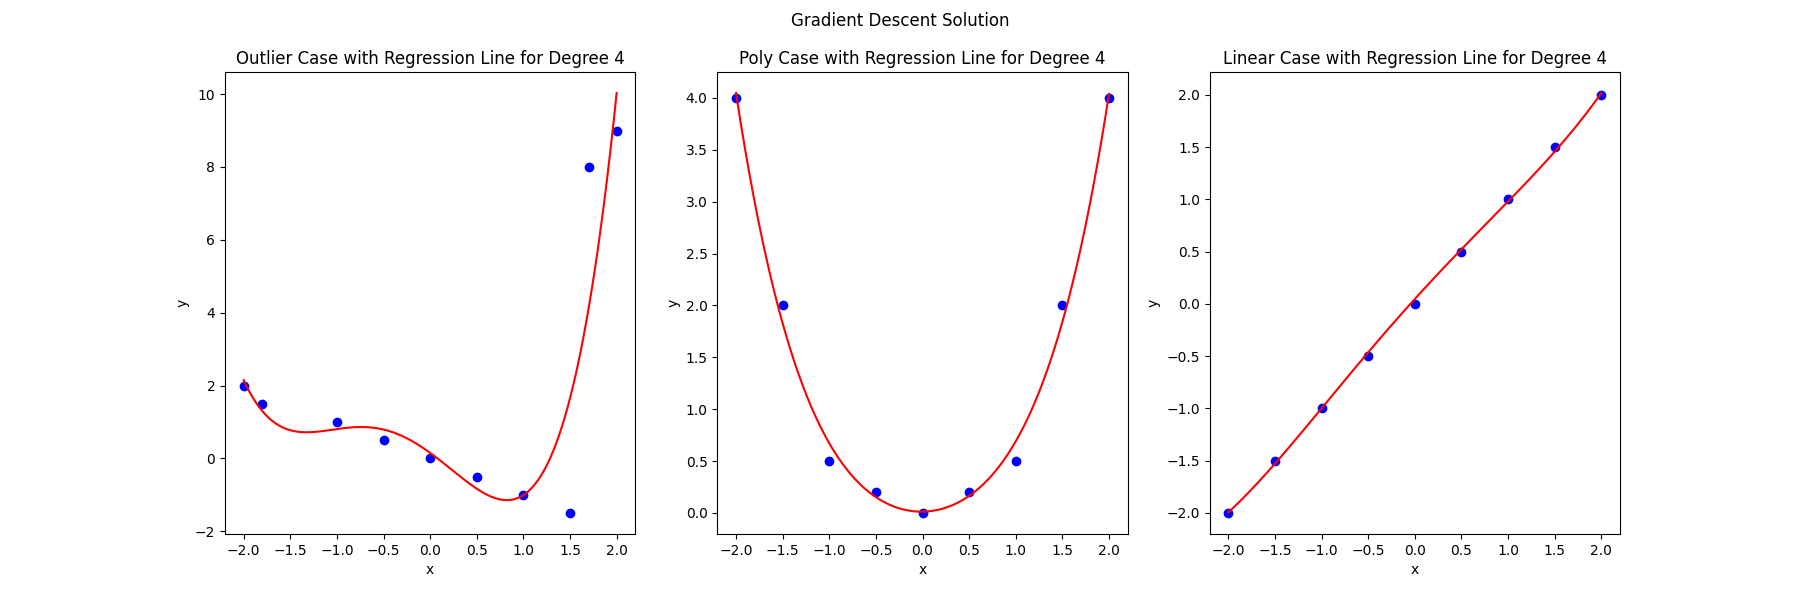 Gradient Descent Solution
Outlier Case with Regression Line for Degree 4
10
8
6
4
2
0
−2
y
−2.0 −1.5 −1.0 −0.5 0.0 0.5 1.0 1.5 2.0
x
Poly Case with Regression Line for Degree 4
4.0
3.5
3.0
2.5
2.0
1.5
1.0
0.5
0.0
y
−2.0 −1.5 −1.0 −0.5 0.0 0.5 1.0 1.5 2.0
x
Linear Case with Regression Line for Degree 4
2.0
1.5
1.0
0.5
0.0
−0.5
−1.0
−1.5
−2.0
y
−2.0 −1.5 −1.0 −0.5 0.0 0.5 1.0 1.5 2.0
x